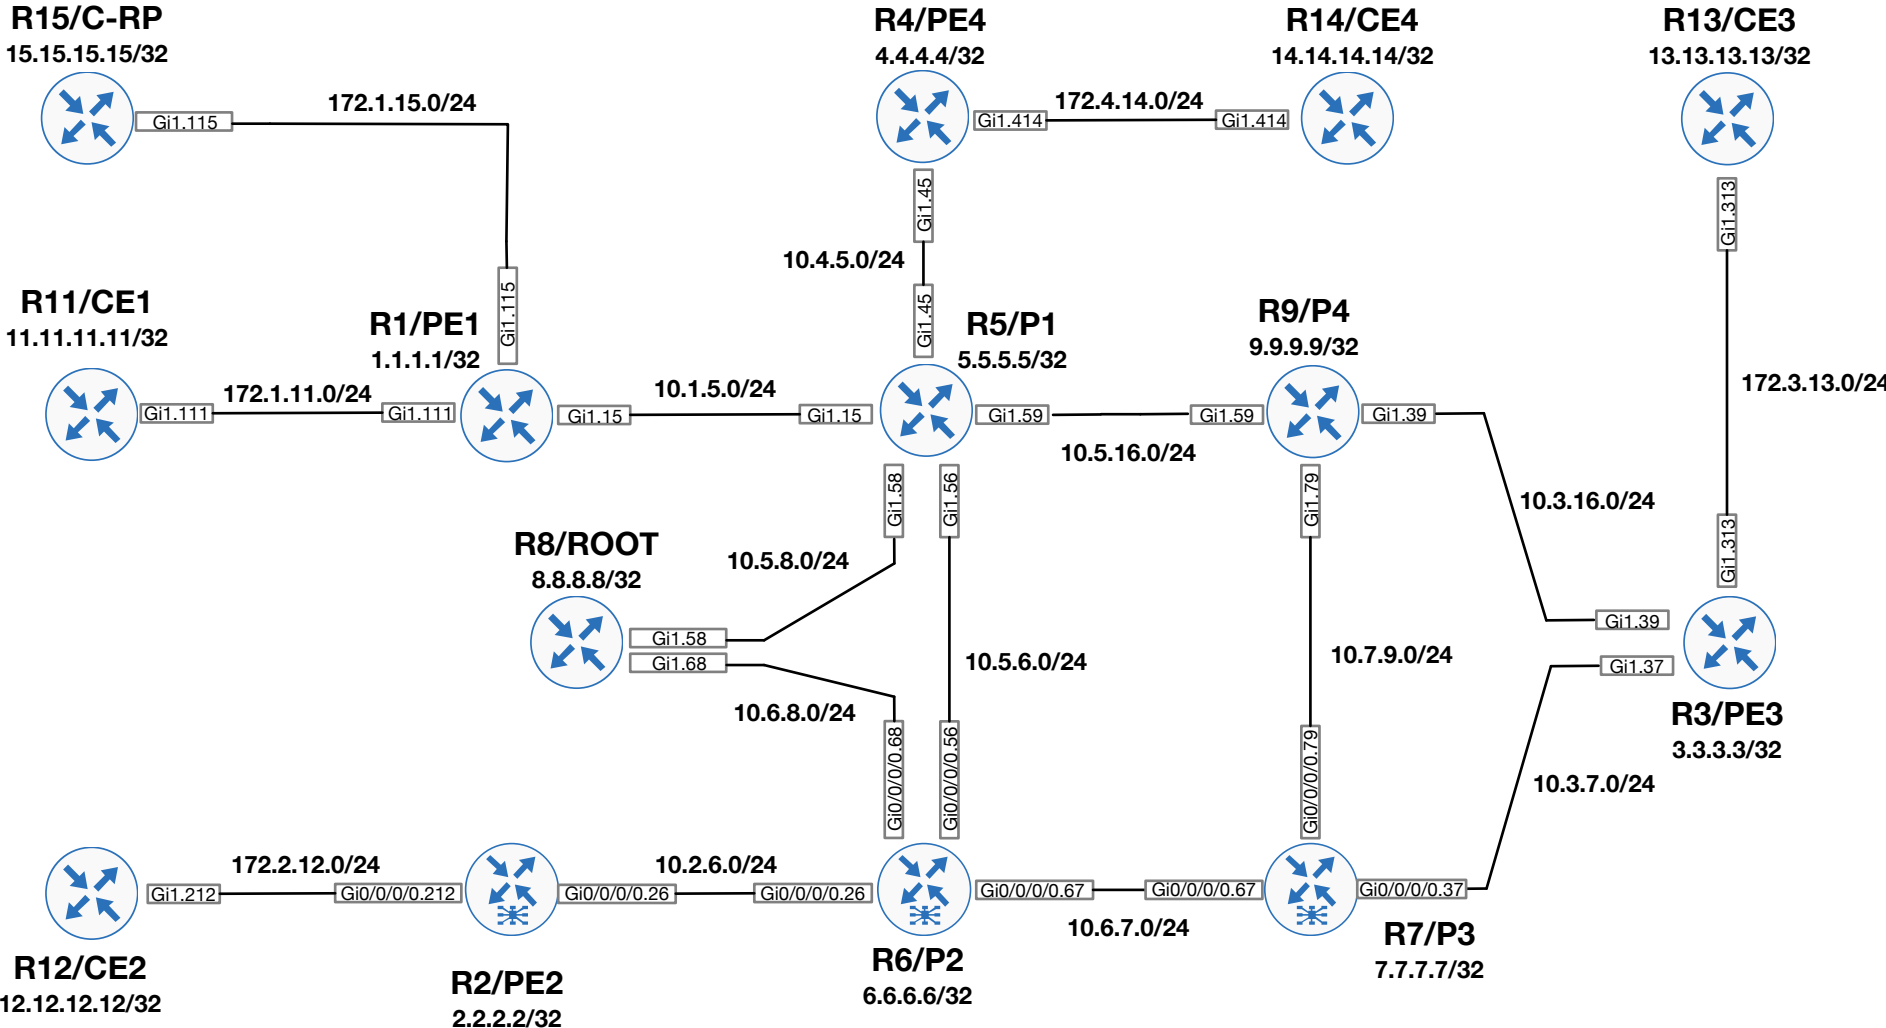 R15/C-RP
15.15.15.15/32
R4/PE4
4.4.4.4/32
R14/CE4
14.14.14.14/32
R13/CE3
13.13.13.13/32
Gi1.115
172.1.15.0/24
Gi1.414
172.4.14.0/24
Gi1.414
Gi1.45
10.4.5.0/24
Gi1.45
Gi1.313
172.3.13.0/24
Gi1.313
R11/CE1
11.11.11.11/32
Gi1.111
172.1.11.0/24
Gi1.111
R1/PE1
1.1.1.1/32
Gi1.115
Gi1.15
10.1.5.0/24
Gi1.15
R5/P1
5.5.5.5/32
Gi1.59
10.5.16.0/24
Gi1.59
R9/P4
9.9.9.9/32
Gi1.39
10.3.16.0/24
Gi1.39
Gi1.58
Gi1.56
Gi1.79
R8/ROOT
8.8.8.8/32
10.5.8.0/24
Gi1.58
Gi1.68
10.6.8.0/24
10.5.6.0/24
10.7.9.0/24
Gi1.37
R3/PE3
3.3.3.3/32
10.3.7.0/24
Gi0/0/0/0.68
Gi0/0/0/0.56
Gi0/0/0/0.79
Gi1.212
172.2.12.0/24
Gi0/0/0/0.212
Gi0/0/0/0.26
10.2.6.0/24
Gi0/0/0/0.26
Gi0/0/0/0.67
10.6.7.0/24
Gi0/0/0/0.67
Gi0/0/0/0.37
R12/CE2
12.12.12.12/32
R2/PE2
2.2.2.2/32
R6/P2
6.6.6.6/32
R7/P3
7.7.7.7/32